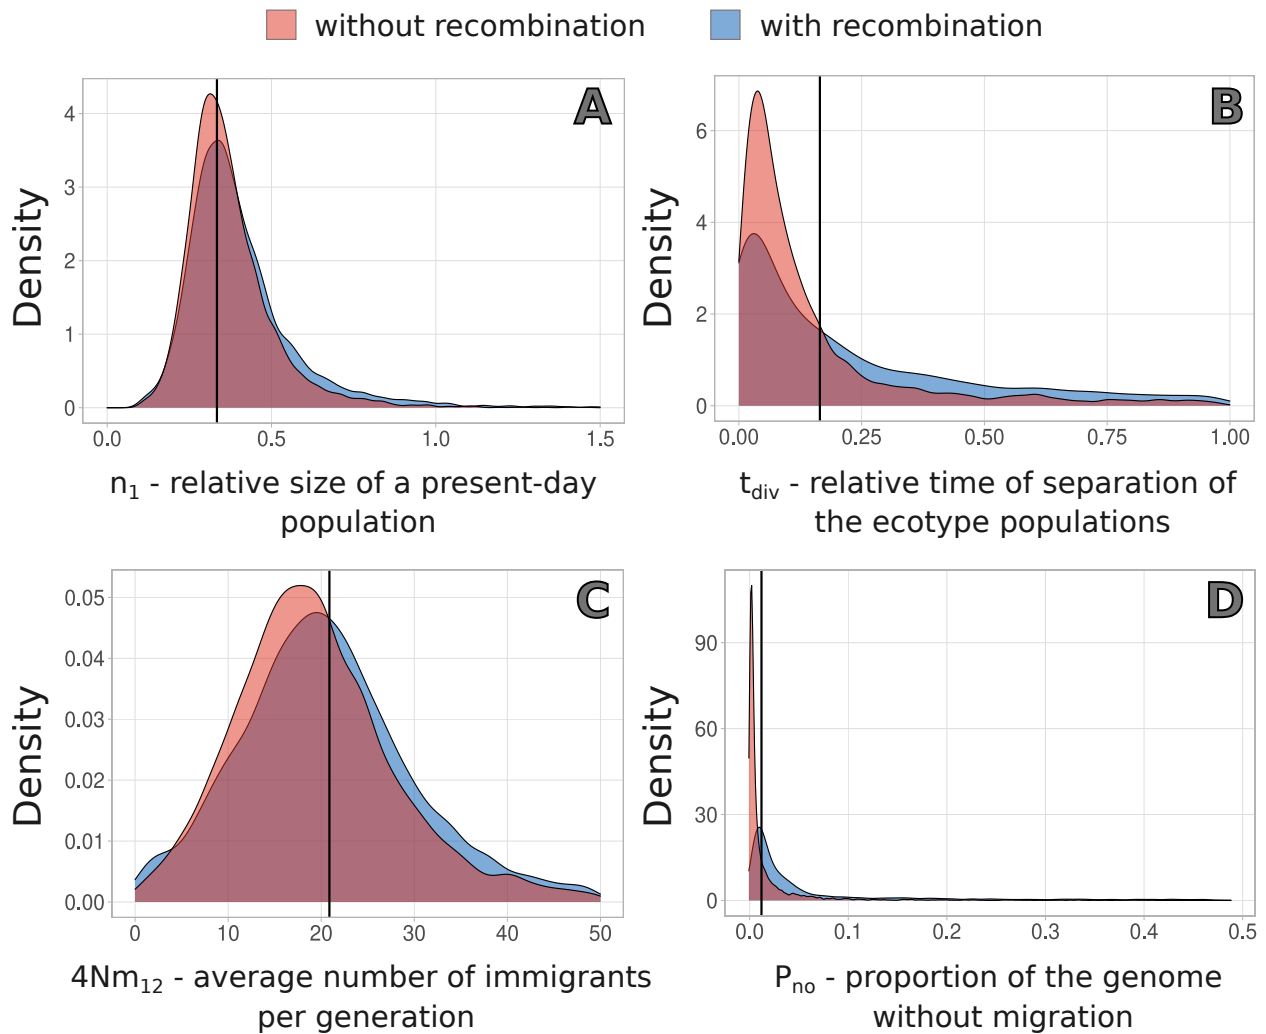 without recombination with recombination
A
Density
4
3
2
1
0
0.0 0.5 1.0 1.5
n₁ - relative size of a present-day
population
B
Density
6
4
2
0
0.00 0.25 0.50 0.75 1.00
t_div - relative time of separation of
the ecotype populations
C
Density
0.05
0.04
0.03
0.02
0.01
0.00
0 10 20 30 40 50
4Nm₁₂ - average number of immigrants
per generation
D
Density
90
60
30
0
0.0 0.1 0.2 0.3 0.4 0.5
P_no - proportion of the genome
without migration